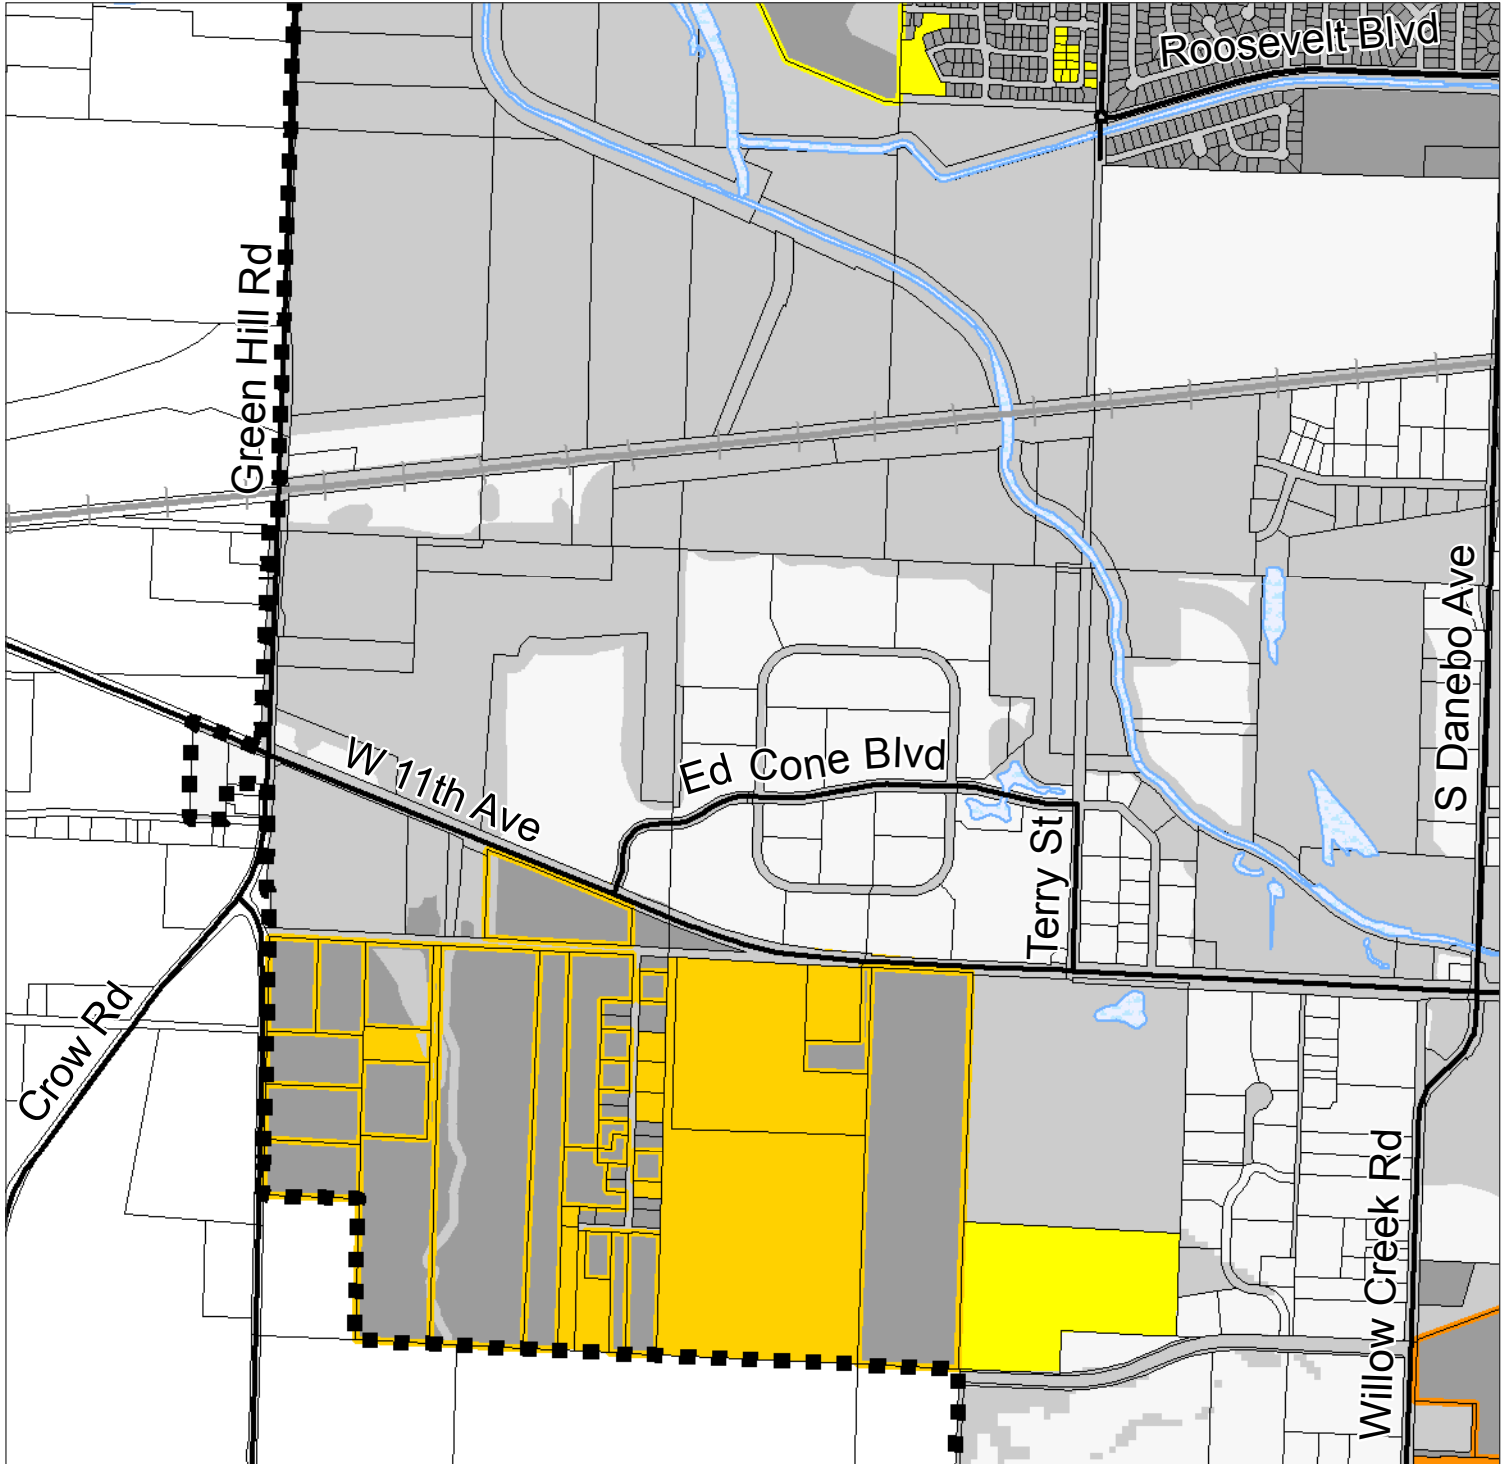 Roosevelt Blvd
Green Hill Rd
S Danebo Ave
W 11th Ave
Ed Cone Blvd
Terry St
Crow Rd
Willow Creek Rd